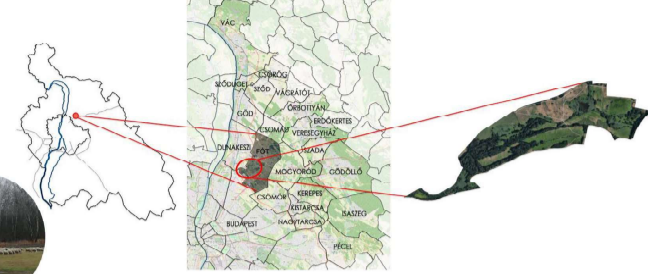 VÁC
CSÖRÖG
SZŐDLIGET
SZŐD
VÁCRÁTÓT
ŐRBOTTYÁN
GÖD
ERDŐKERTES
CSOMÁD
VERESEGYHÁZ
DUNAKESZI
FÓT
SZADA
MOGYORÓD
GÖDÖLLŐ
CSÖMÖR
KEREPES
KISTARCSA
ISASZEG
BUDAPEST
NAGYTARCSA
PÉCEL